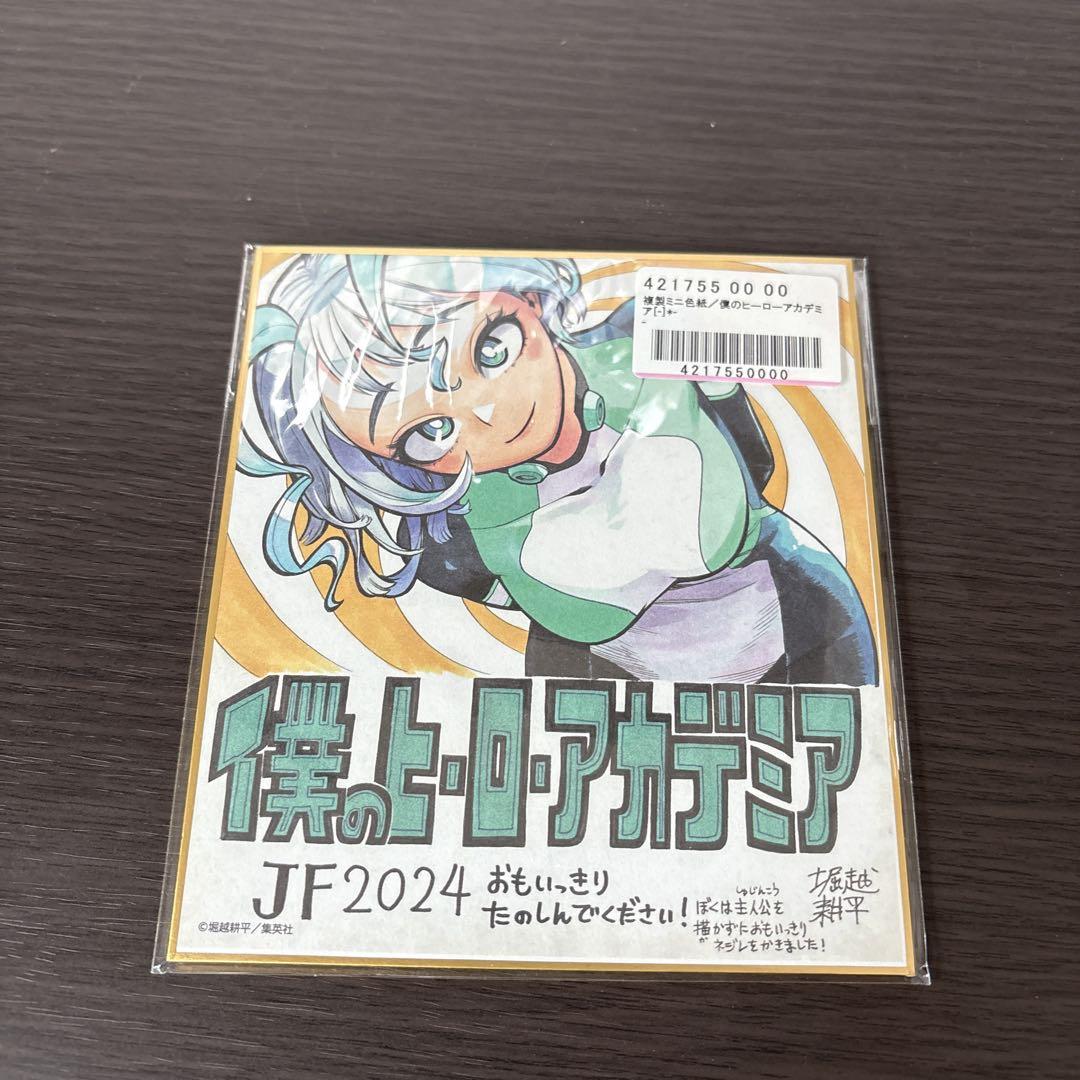 421755 00 00
複製ミニ色紙／僕のヒーローアカデミ
ア[-]*-
4217550000
僕のヒーローアカデミア
JF2024
おもいっきり
たのしんでください!
しゅじんこう
ぼくは主人公を
描かずにおもいっきり
が
ネジレをかきました!
堀越
耕平
©堀越耕平／集英社